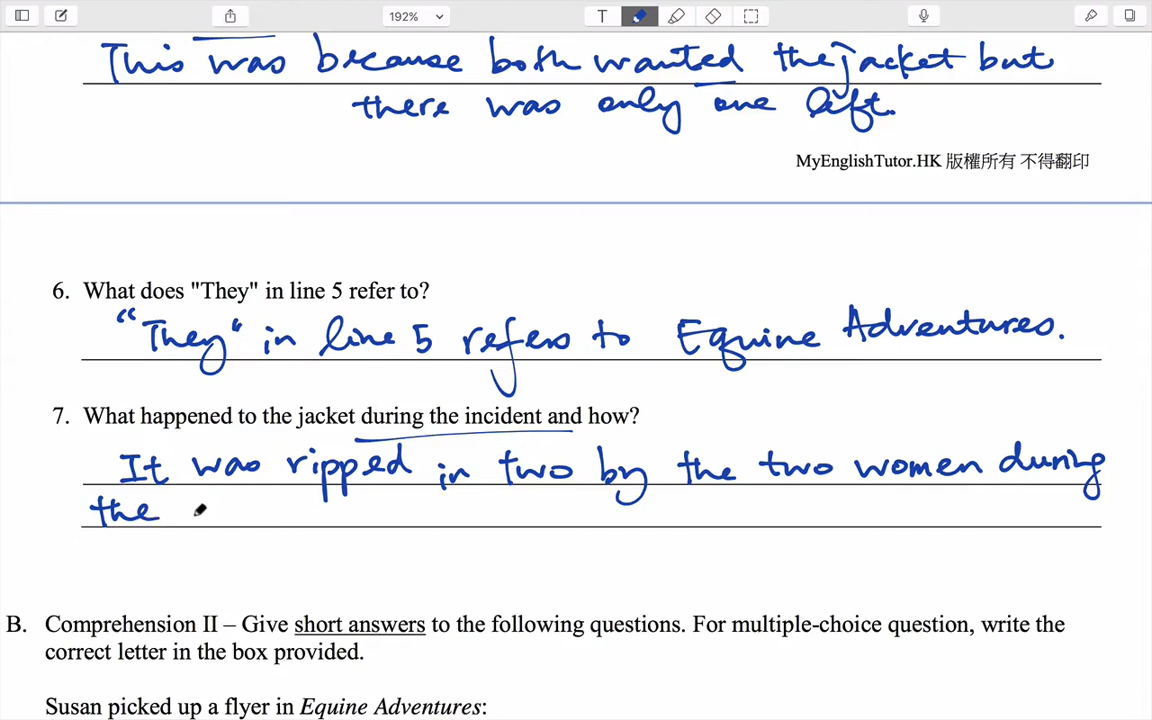 192%
T
This was because both wanted the jacket but
there was only one left.
MyEnglishTutor.HK 版權所有 不得翻印
6. What does "They" in line 5 refer to?
"They" in line 5 refers to Equine Adventures.
7. What happened to the jacket during the incident and how?
It was ripped in two by the two women during
the
B. Comprehension II – Give short answers to the following questions. For multiple-choice question, write the
correct letter in the box provided.
Susan picked up a flyer in Equine Adventures: